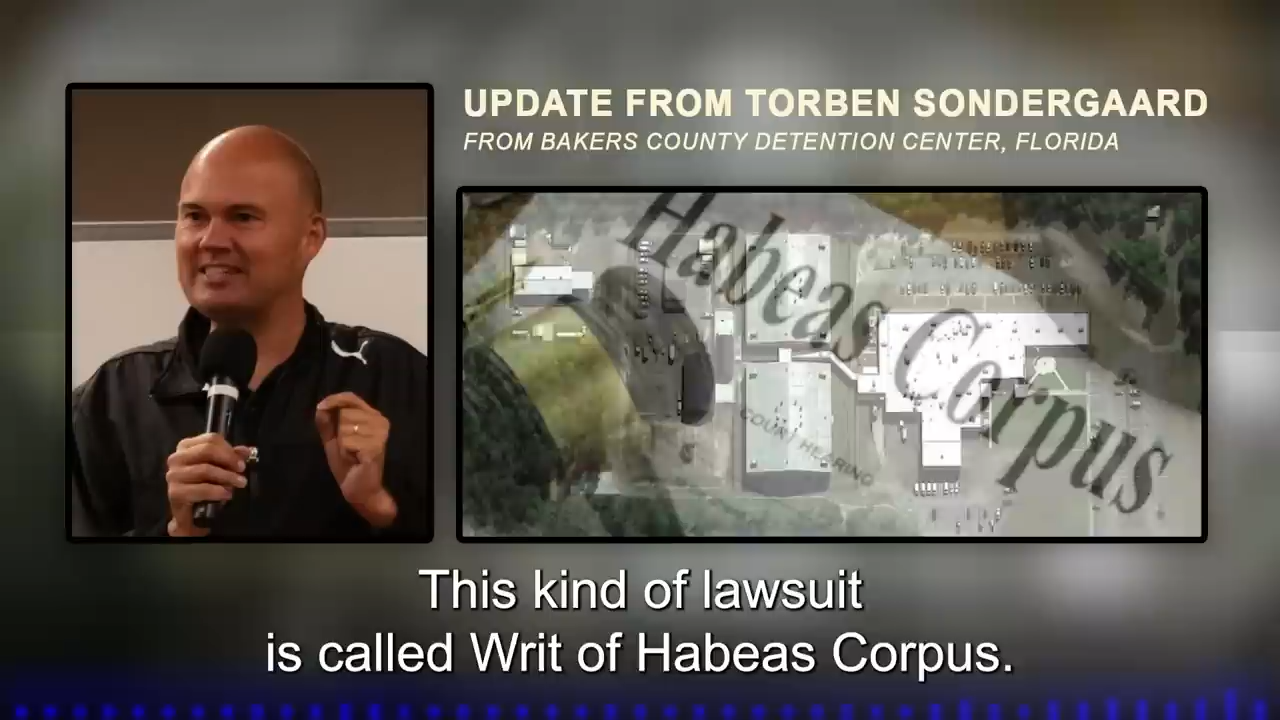 UPDATE FROM TORBEN SONDERGAARD
FROM BAKERS COUNTY DETENTION CENTER, FLORIDA
Habeas Corpus
COURT HEARING
This kind of lawsuit
is called Writ of Habeas Corpus.